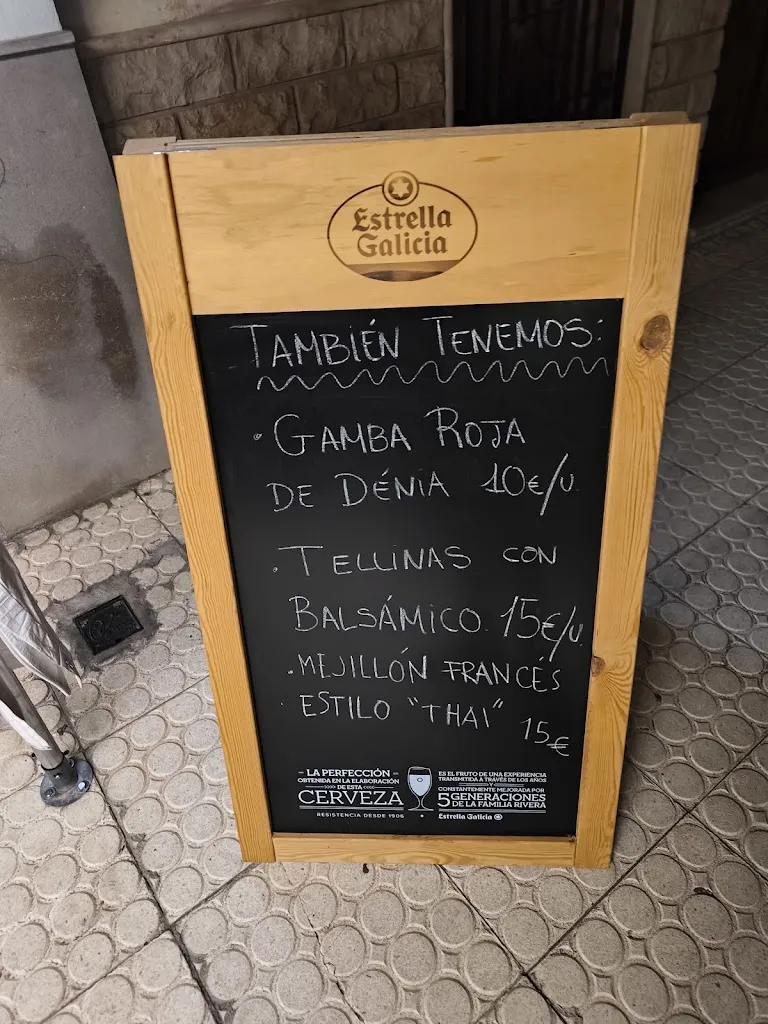 Estrella
Galicia
TAMBIÉN TENEMOS:
· GAMBA ROJA
DE DÉNIA 10€/U.
· TELLINAS CON
BALSÁMICO 15€/U.
· MEJILLÓN FRANCÉS
ESTILO "THAI" 15€
LA PERFECCIÓN
OBTENIDA EN LA ELABORACIÓN
DE ESTA
CERVEZA
RESISTENCIA DESDE 1906
ES EL FRUTO DE UNA EXPERIENCIA
TRANSMITIDA A TRAVÉS DE LOS AÑOS
Y
CONSTANTEMENTE MEJORADA POR
5 GENERACIONES
DE LA FAMILIA RIVERA
Estrella Galicia